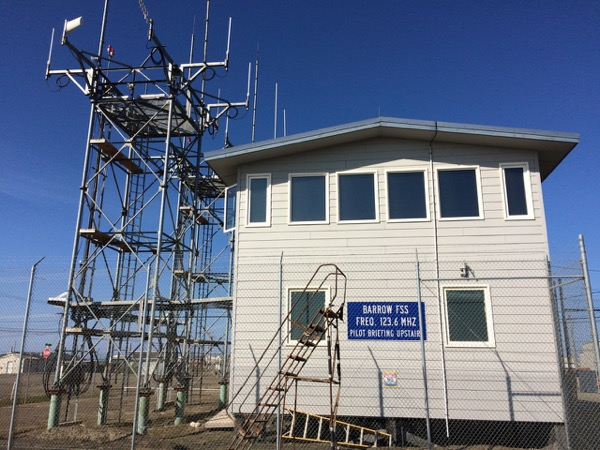 BARROW FSS
FREQ. 123.6 MHZ
PILOT BRIEFING UPSTAIR